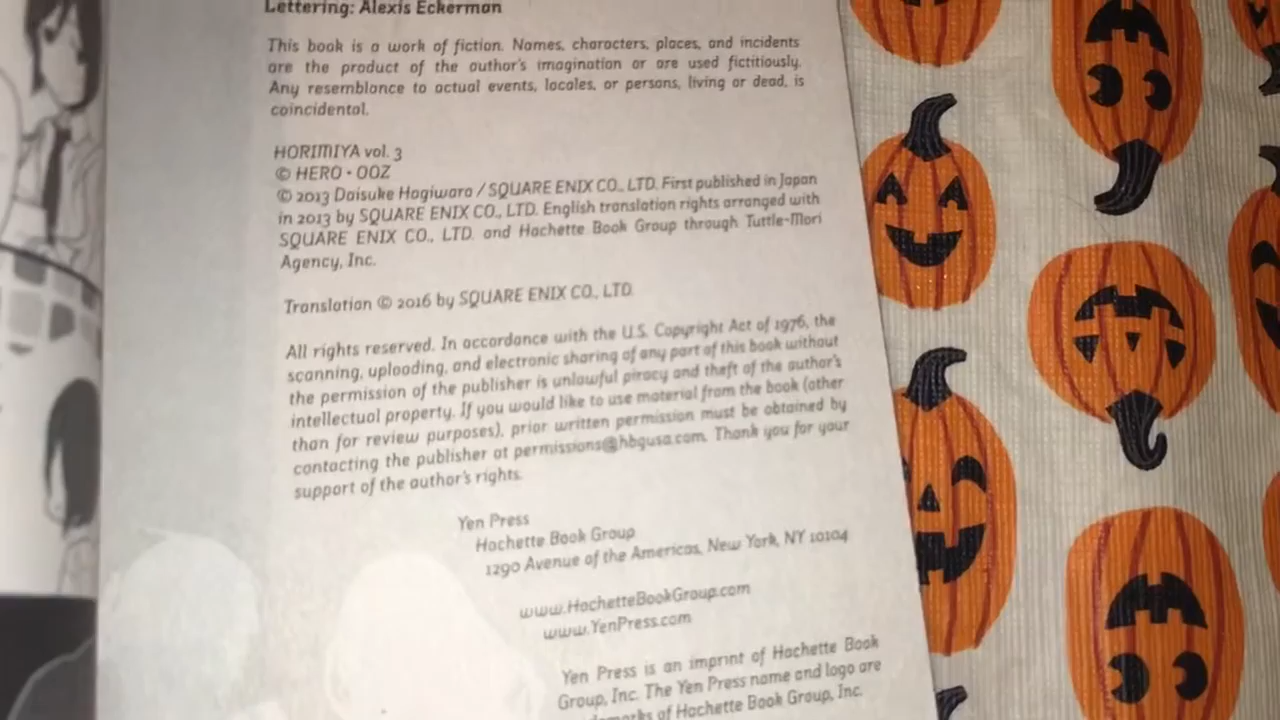 Lettering: Alexis Eckerman
This book is a work of fiction. Names, characters, places, and incidents
are the product of the author's imagination or are used fictitiously.
Any resemblance to actual events, locales, or persons, living or dead, is
coincidental.
HORIMIYA vol. 3
© HERO • OOZ
© 2013 Daisuke Hagiwara / SQUARE ENIX CO., LTD. First published in Japan
in 2013 by SQUARE ENIX CO., LTD. English translation rights arranged with
SQUARE ENIX CO., LTD. and Hachette Book Group through Tuttle-Mori
Agency, Inc.
Translation © 2016 by SQUARE ENIX CO., LTD.
All rights reserved. In accordance with the U.S. Copyright Act of 1976, the
scanning, uploading, and electronic sharing of any part of this book without
the permission of the publisher is unlawful piracy and theft of the author's
intellectual property. If you would like to use material from the book (other
than for review purposes), prior written permission must be obtained by
contacting the publisher at permissions@hbgusa.com. Thank you for your
support of the author's rights.
Yen Press
Hachette Book Group
1290 Avenue of the Americas, New York, NY 10104
www.HachetteBookGroup.com
www.YenPress.com
Yen Press is an imprint of Hachette Book
Group, Inc. The Yen Press name and logo are
of Hachette Book Group, Inc.